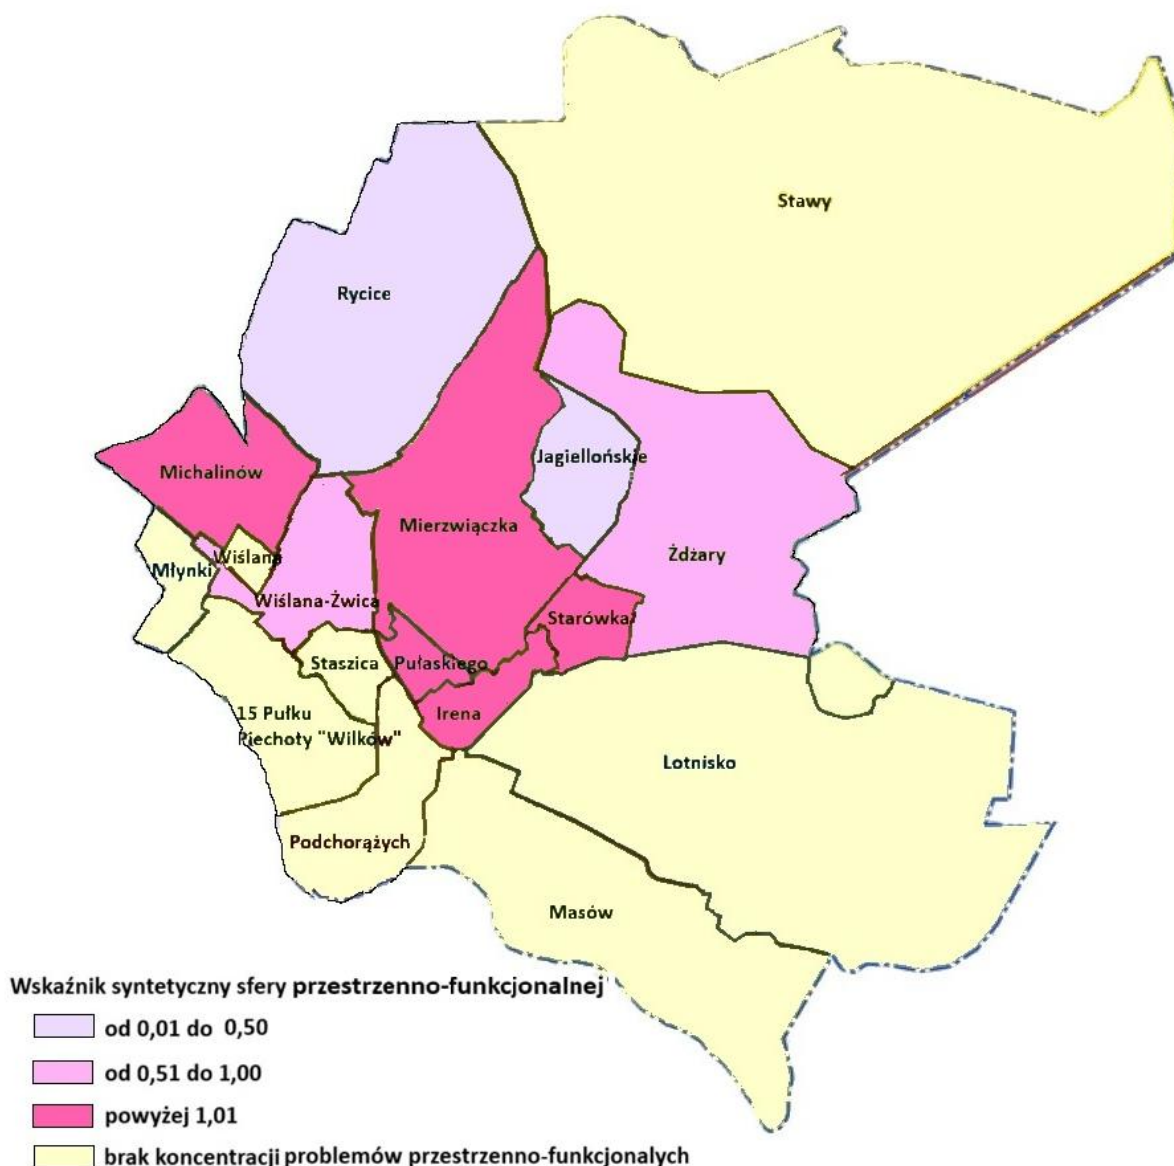 Stawy
Rycice
Jagiellońskie
Michalinów
Mierzwiączka
Żdżary
Wiślana
Młynki
Wiślana-Żwica
Starówka
Staszica
Pułaskiego
15 Pułku
Piechoty "Wilków"
Irena
Lotnisko
Podchorążych
Masów
Wskaźnik syntetyczny sfery przestrzenno-funkcjonalnej
od 0,01 do 0,50
od 0,51 do 1,00
powyżej 1,01
brak koncentracji problemów przestrzenno-funkcjonalych